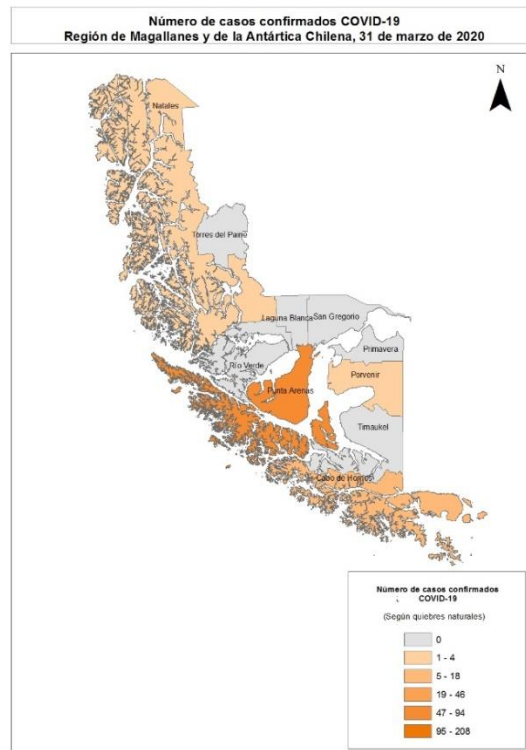 Número de casos confirmados COVID-19
Región de Magallanes y de la Antártica Chilena, 31 de marzo de 2020
N
Natales
Torres del Paine
Laguna Blanca
San Gregorio
Primavera
Río Verde
Punta Arenas
Porvenir
Timaukel
Cabo de Hornos
Número de casos confirmados
COVID-19
(Según quiebres naturales)
0
1 - 4
5 - 18
19 - 46
47 - 94
95 - 208